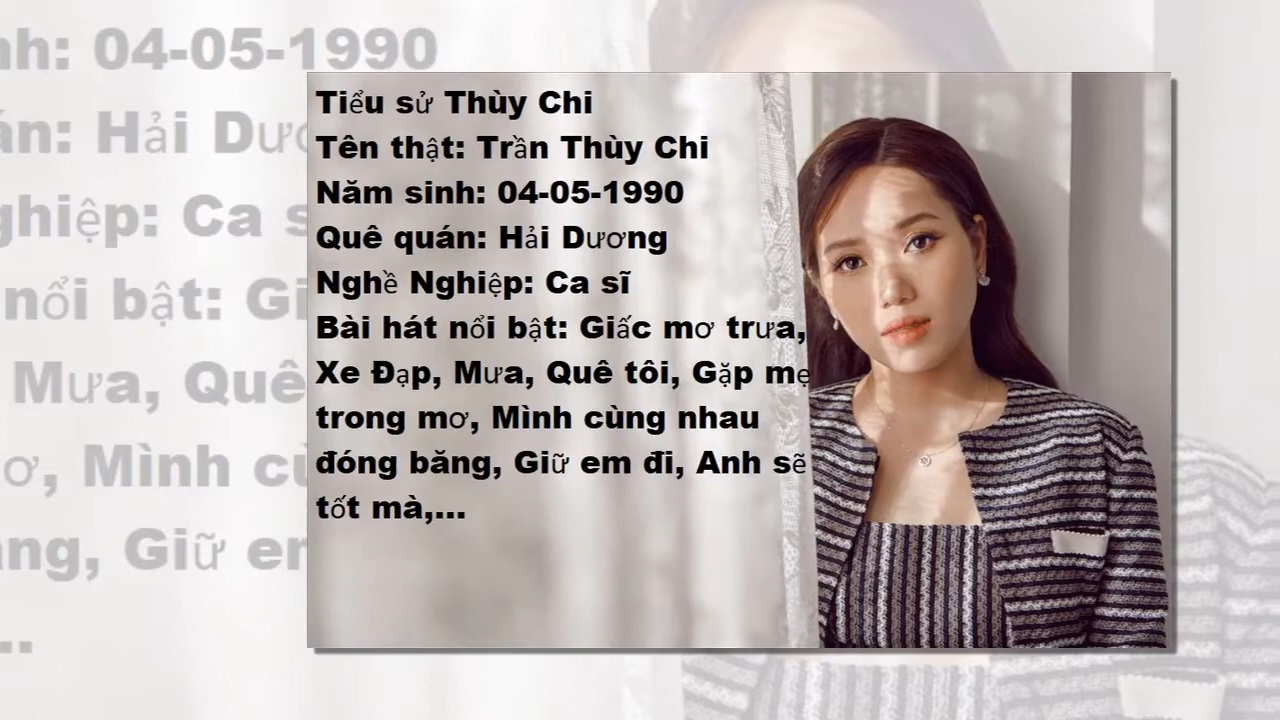 Tiểu sử Thùy Chi
Tên thật: Trần Thùy Chi
Năm sinh: 04-05-1990
Quê quán: Hải Dương
Nghề Nghiệp: Ca sĩ
Bài hát nổi bật: Giấc mơ trưa,
Xe Đạp, Mưa, Quê tôi, Gặp mẹ
trong mơ, Mình cùng nhau
đóng băng, Giữ em đi, Anh sẽ
tốt mà,...